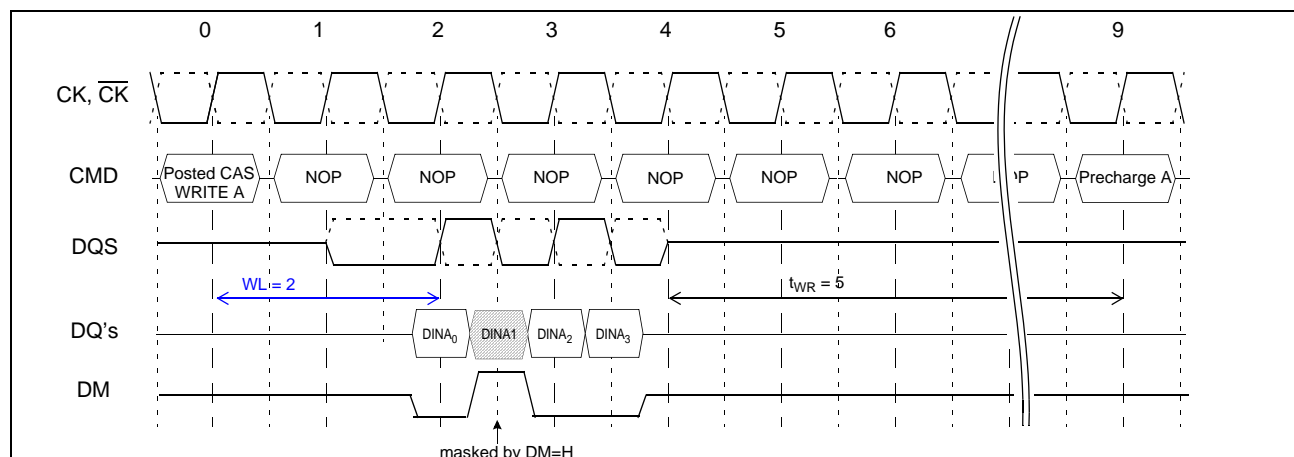 0 1 2 3 4 5 6 9
CK, CK
CMD
Posted CAS
WRITE A
NOP NOP NOP NOP NOP NOP
Precharge A
DQS
WL = 2
tWR = 5
DQ's
DINA0 DINA1 DINA2 DINA3
DM
masked by DM=H